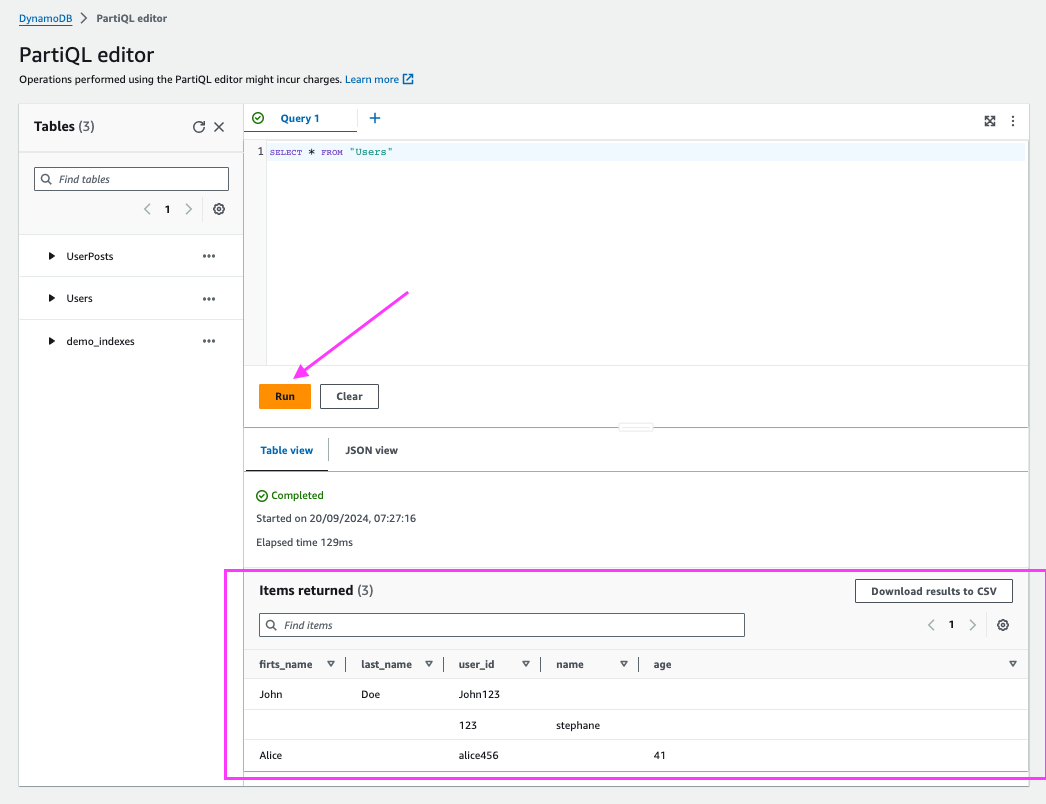 DynamoDB > PartiQL editor
PartiQL editor
Operations performed using the PartiQL editor might incur charges. Learn more
Tables (3)
Find tables
1
UserPosts
Users
demo_indexes
Query 1
1 SELECT * FROM "Users"
Run Clear
Table view JSON view
Completed
Started on 20/09/2024, 07:27:16
Elapsed time 129ms
Items returned (3) Download results to CSV
Find items 1
firts_name last_name user_id name age
John Doe John123
123 stephane
Alice alice456 41